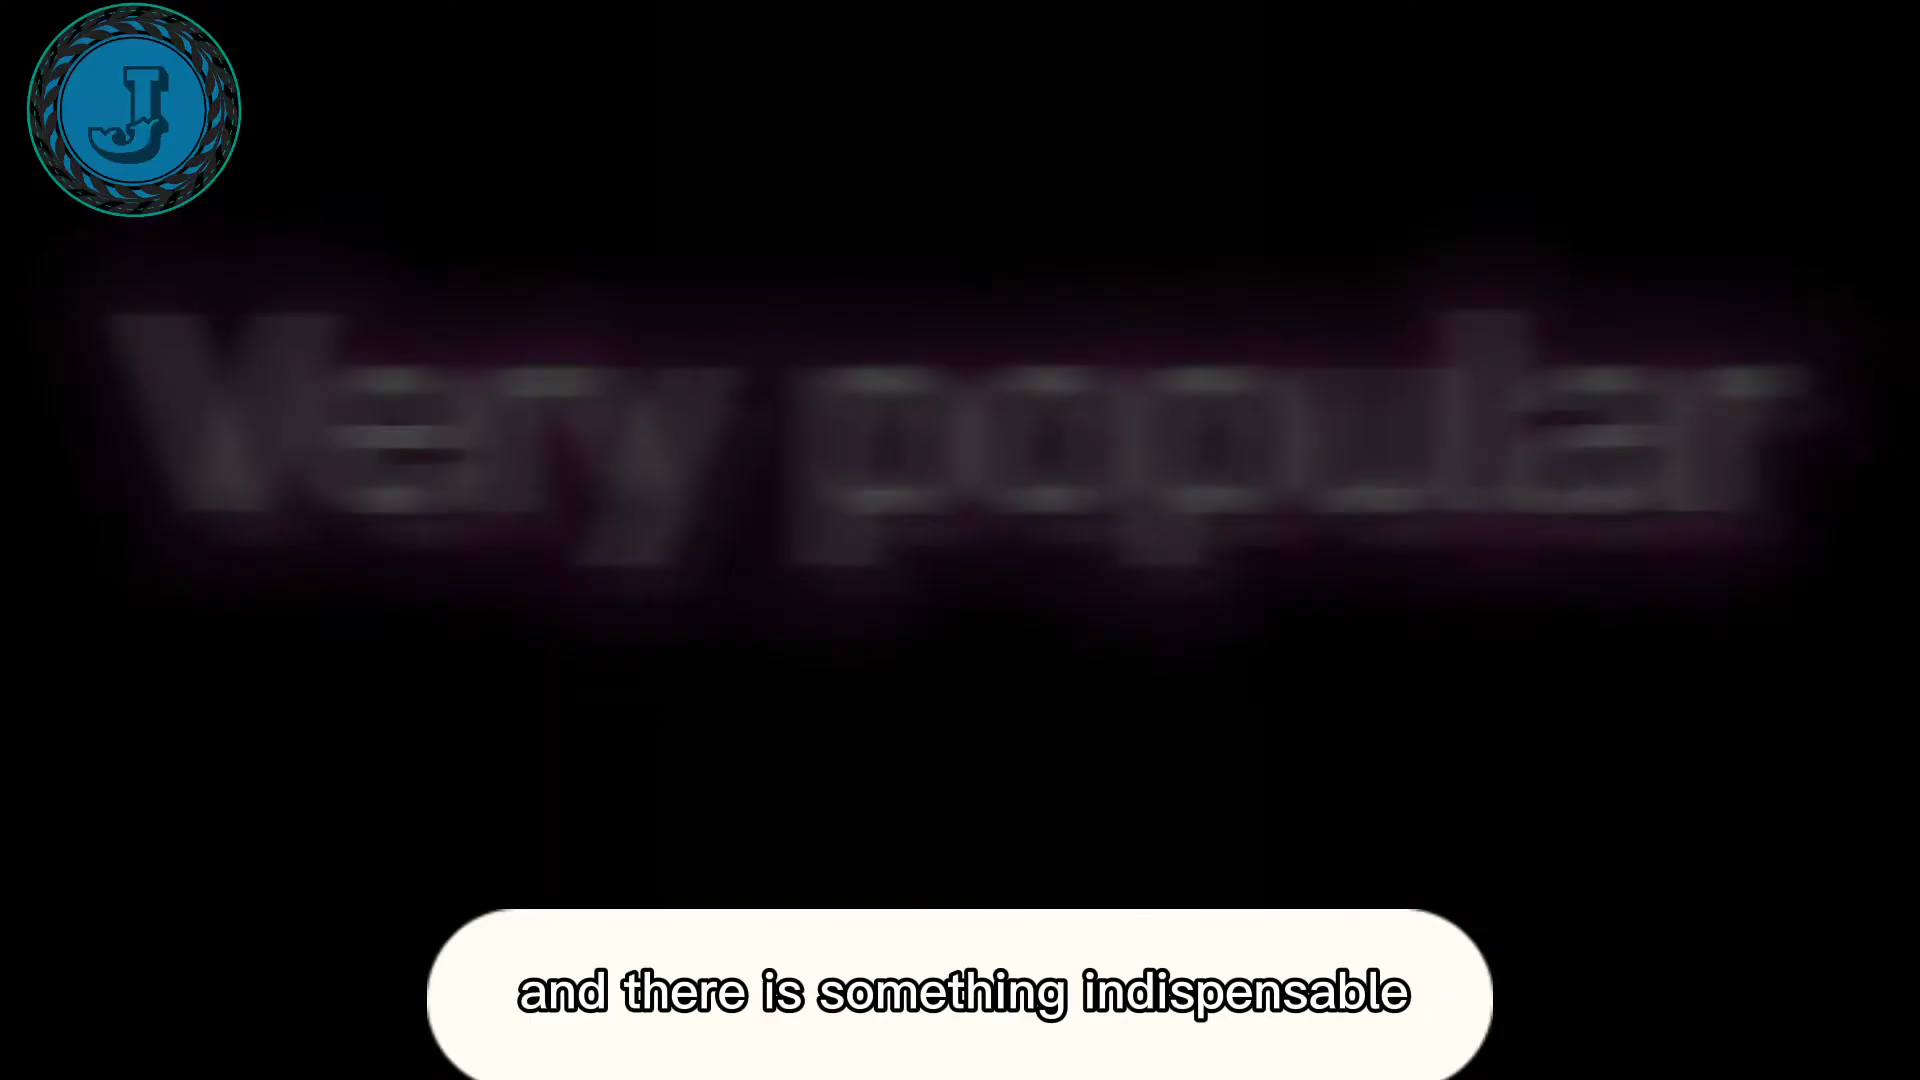 J
Very popular
and there is something indispensable